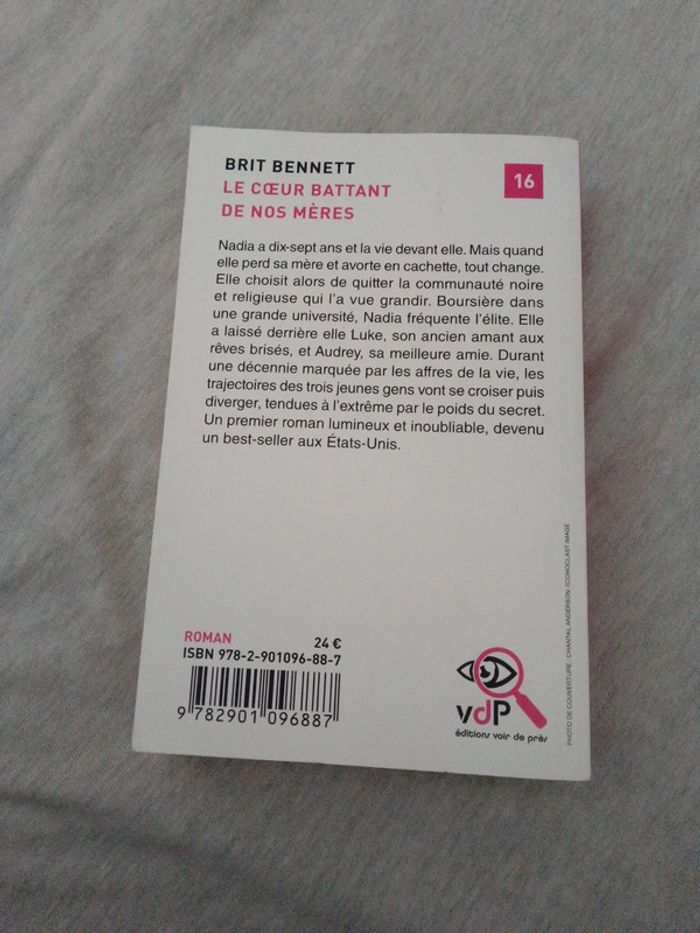 BRIT BENNETT
16
LE CŒUR BATTANT
DE NOS MÈRES
Nadia a dix-sept ans et la vie devant elle. Mais quand
elle perd sa mère et avorte en cachette, tout change.
Elle choisit alors de quitter la communauté noire
et religieuse qui l'a vue grandir. Boursière dans
une grande université, Nadia fréquente l'élite. Elle
a laissé derrière elle Luke, son ancien amant aux
rêves brisés, et Audrey, sa meilleure amie. Durant
une décennie marquée par les affres de la vie, les
trajectoires des trois jeunes gens vont se croiser puis
diverger, tendues à l'extrême par le poids du secret.
Un premier roman lumineux et inoubliable, devenu
un best-seller aux États-Unis.
ROMAN
24 €
ISBN 978-2-901096-88-7
9 782901 096887
vdP
éditions voir de près
PHOTO DE COUVERTURE : CHANTAL ANDERSON /ICONOCLAST IMAGE